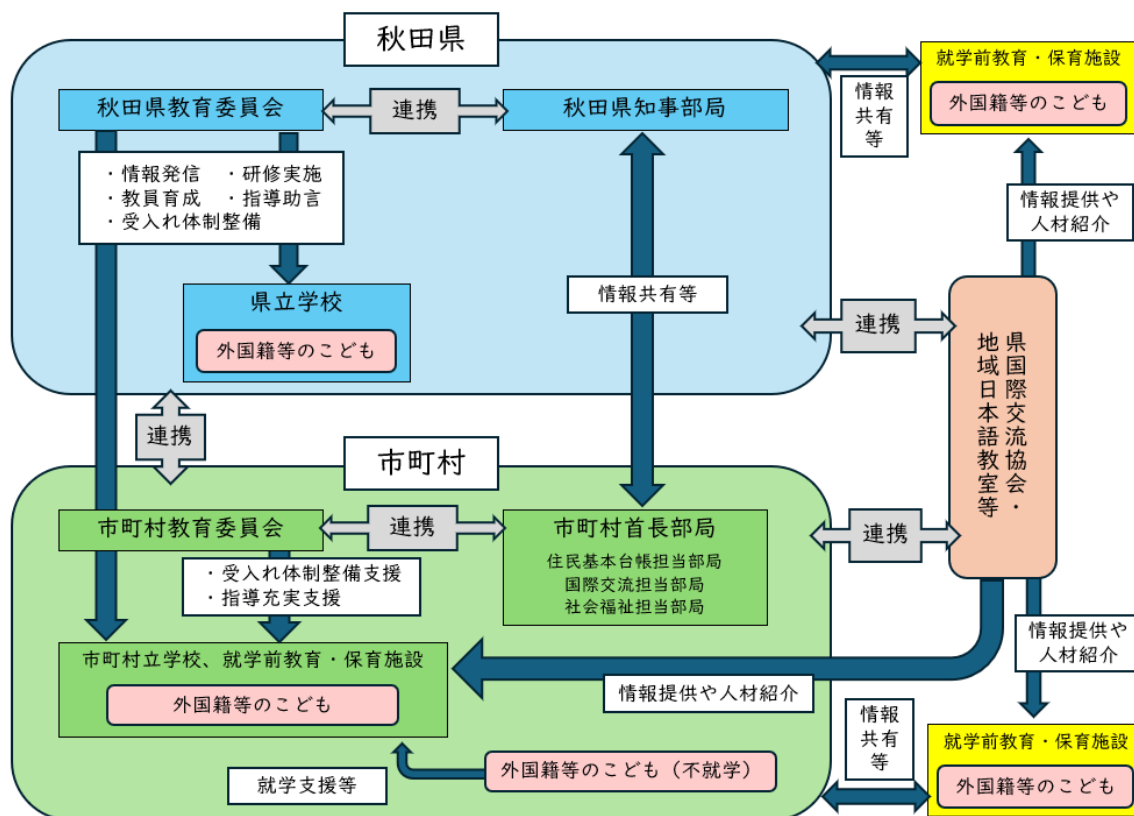 秋田県
秋田県教育委員会
連携
秋田県知事部局
・情報発信　・研修実施
・教員育成　・指導助言
・受入れ体制整備
県立学校
外国籍等のこども
情報共有等
情報
共有
等
就学前教育・保育施設
外国籍等のこども
情報提供や
人材紹介
連携
県国際交流協会・
地域日本語教室等
連携
市町村
市町村教育委員会
連携
市町村首長部局
住民基本台帳担当部局
国際交流担当部局
社会福祉担当部局
連携
・受入れ体制整備支援
・指導充実支援
市町村立学校、就学前教育・保育施設
外国籍等のこども
情報提供や人材紹介
情報提供や
人材紹介
就学支援等
外国籍等のこども（不就学）
情報
共有
等
就学前教育・保育施設
外国籍等のこども